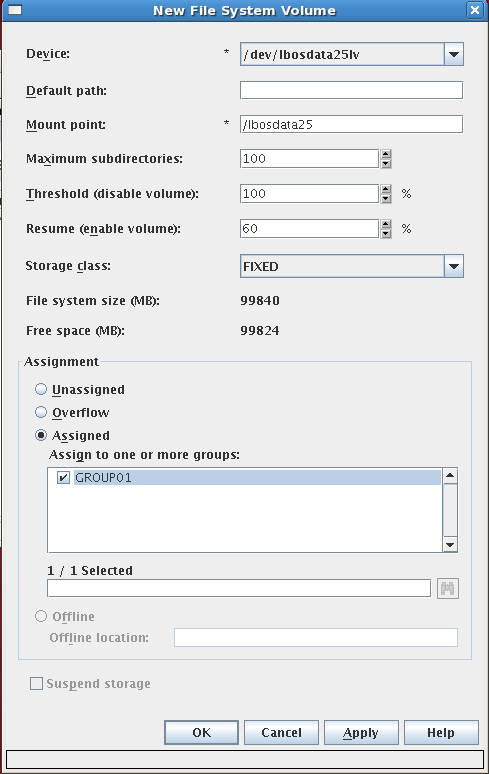 New File System Volume
Device: * /dev/lbosdata25lv
Default path:
Mount point: * /lbosdata25
Maximum subdirectories: 100
Threshold (disable volume): 100 %
Resume (enable volume): 60 %
Storage class: FIXED
File system size (MB): 99840
Free space (MB): 99824
Assignment
Unassigned
Overflow
Assigned
Assign to one or more groups:
GROUP01
1 / 1 Selected
Offline
Offline location:
Suspend storage
OK Cancel Apply Help